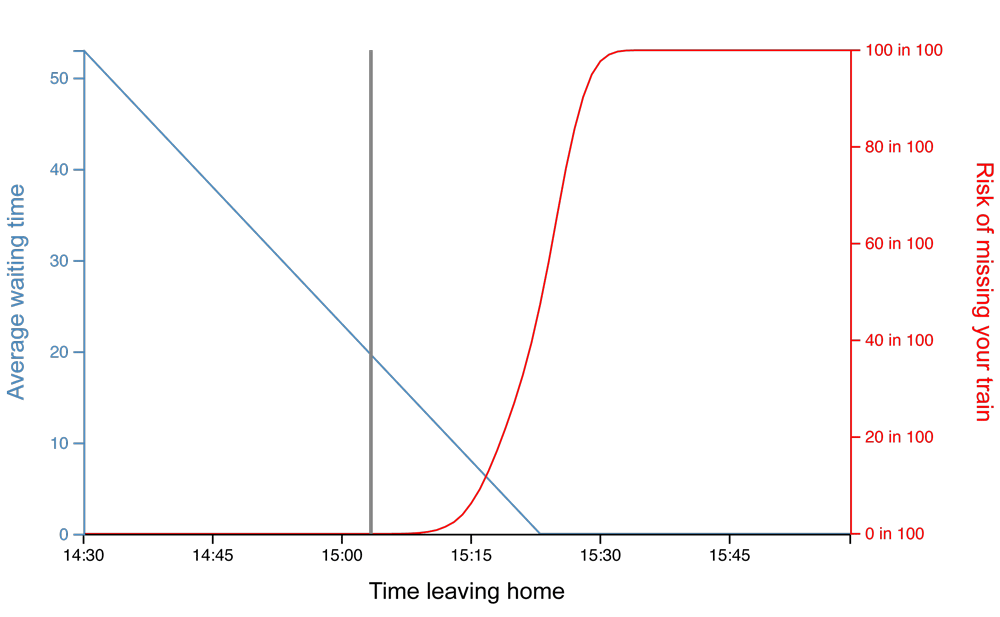 Average waiting time
50
40
30
20
10
0
100 in 100
80 in 100
60 in 100
40 in 100
20 in 100
0 in 100
Risk of missing your train
14:30
14:45
15:00
15:15
15:30
15:45
Time leaving home